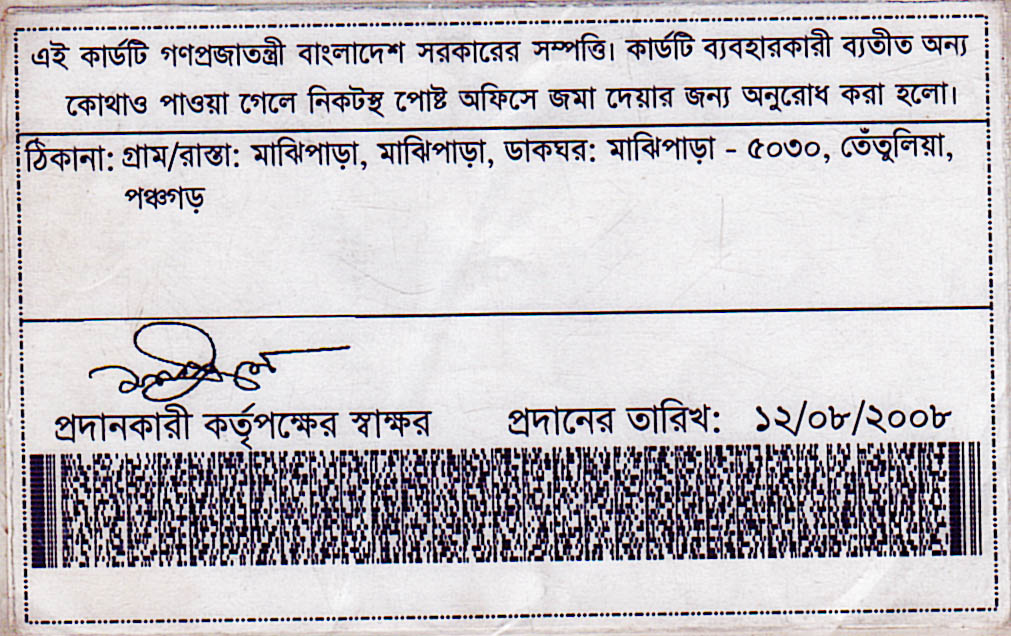 এই কার্ডটি গণপ্রজাতন্ত্রী বাংলাদেশ সরকারের সম্পত্তি। কার্ডটি ব্যবহারকারী ব্যতীত অন্য
কোথাও পাওয়া গেলে নিকটস্থ পোষ্ট অফিসে জমা দেয়ার জন্য অনুরোধ করা হলো।
ঠিকানা: গ্রাম/রাস্তা: মাঝিপাড়া, মাঝিপাড়া, ডাকঘর: মাঝিপাড়া - ৫০৩০, তেঁতুলিয়া,
পঞ্চগড়
প্রদানকারী কর্তৃপক্ষের স্বাক্ষর প্রদানের তারিখ: ১২/০৮/২০০৮